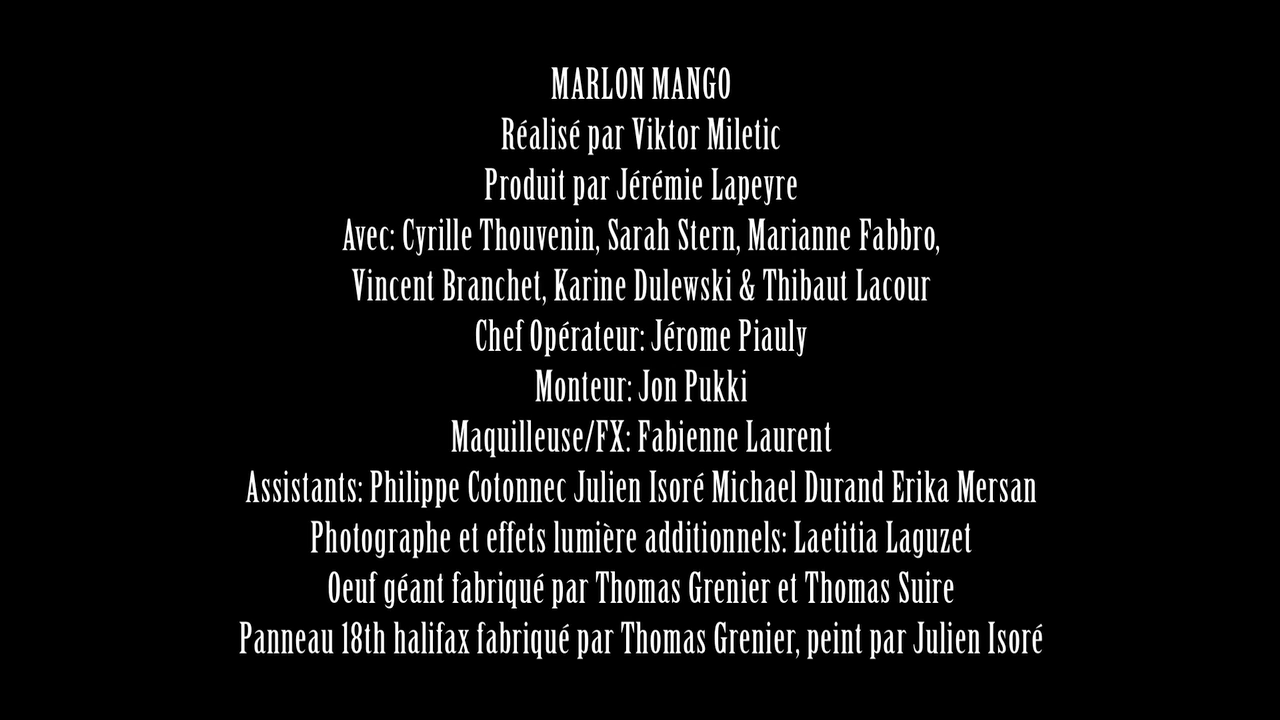 MARLON MANGO
Réalisé par Viktor Miletic
Produit par Jérémie Lapeyre
Avec: Cyrille Thouvenin, Sarah Stern, Marianne Fabbro,
Vincent Branchet, Karine Dulewski & Thibaut Lacour
Chef Opérateur: Jérome Piauly
Monteur: Jon Pukki
Maquilleuse/FX: Fabienne Laurent
Assistants: Philippe Cotonnec Julien Isoré Michael Durand Erika Mersan
Photographe et effets lumière additionnels: Laetitia Laguzet
Oeuf géant fabriqué par Thomas Grenier et Thomas Suire
Panneau 18th halifax fabriqué par Thomas Grenier, peint par Julien Isoré